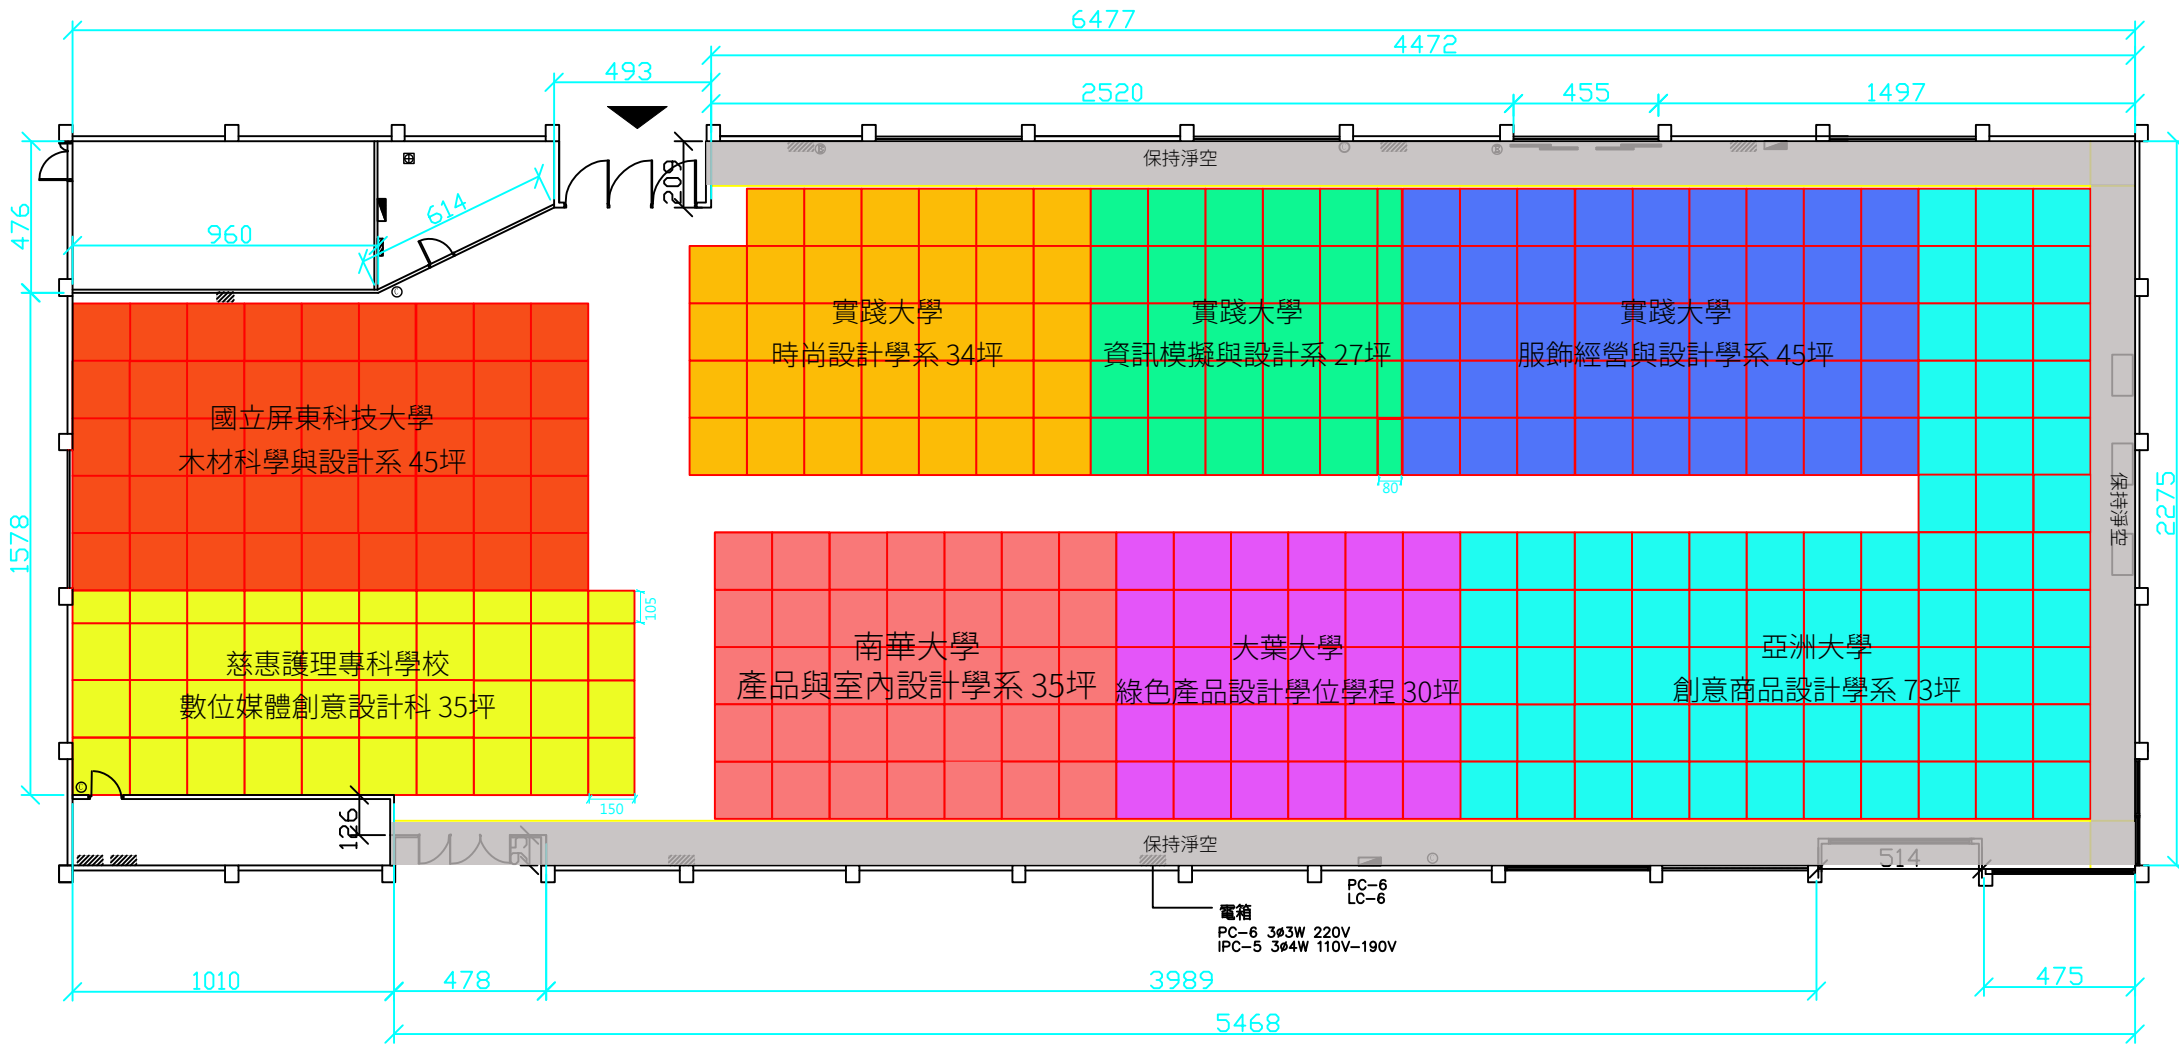 6477
4472
493
2520
455
1497
保持淨空
209
614
960
476
實踐大學
時尚設計學系 34坪
實踐大學
資訊模擬與設計系 27坪
實踐大學
服飾經營與設計學系 45坪
國立屏東科技大學
木材科學與設計系 45坪
80
保持淨空
2275
1578
105
慈惠護理專科學校
數位媒體創意設計科 35坪
南華大學
產品與室內設計學系 35坪
大葉大學
綠色產品設計學位學程 30坪
亞洲大學
創意商品設計學系 73坪
150
126
保持淨空
514
PC-6
LC-6
電箱
PC-6 3ø3W 220V
IPC-5 3ø4W 110V-190V
1010
478
3989
475
5468